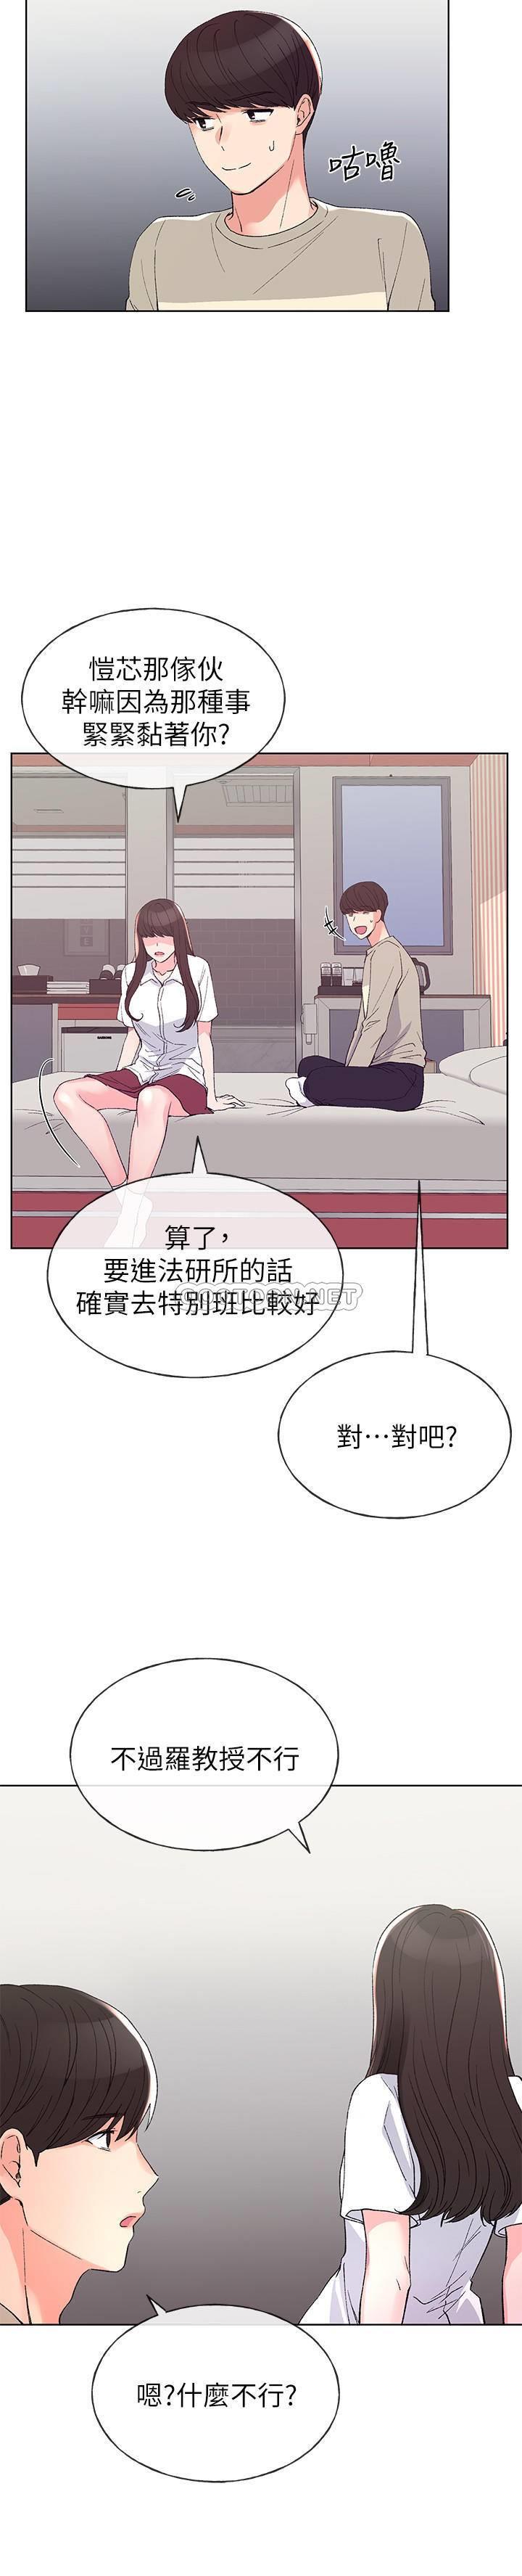 咕嚕
愷芯那傢伙
幹嘛因為那種事
緊緊黏著你?
算了,
要進法研所的話
確實去特別班比較好
對⋯對吧?
不過羅教授不行
嗯?什麼不行?